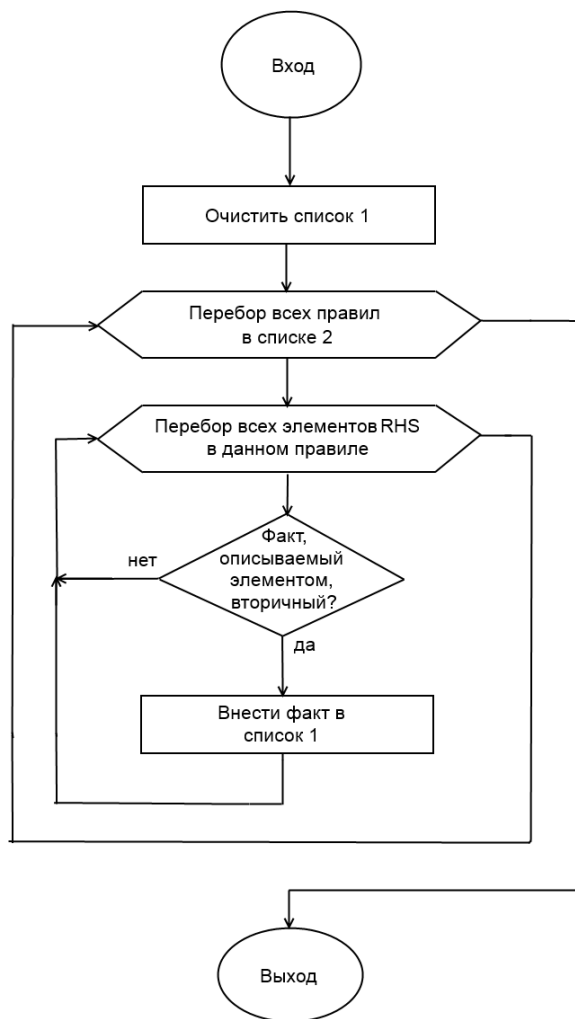 Вход
Очистить список 1
Перебор всех правил
в списке 2
Перебор всех элементов RHS
в данном правиле
Факт,
описываемый
элементом,
вторичный?
нет
да
Внести факт в
список 1
Выход